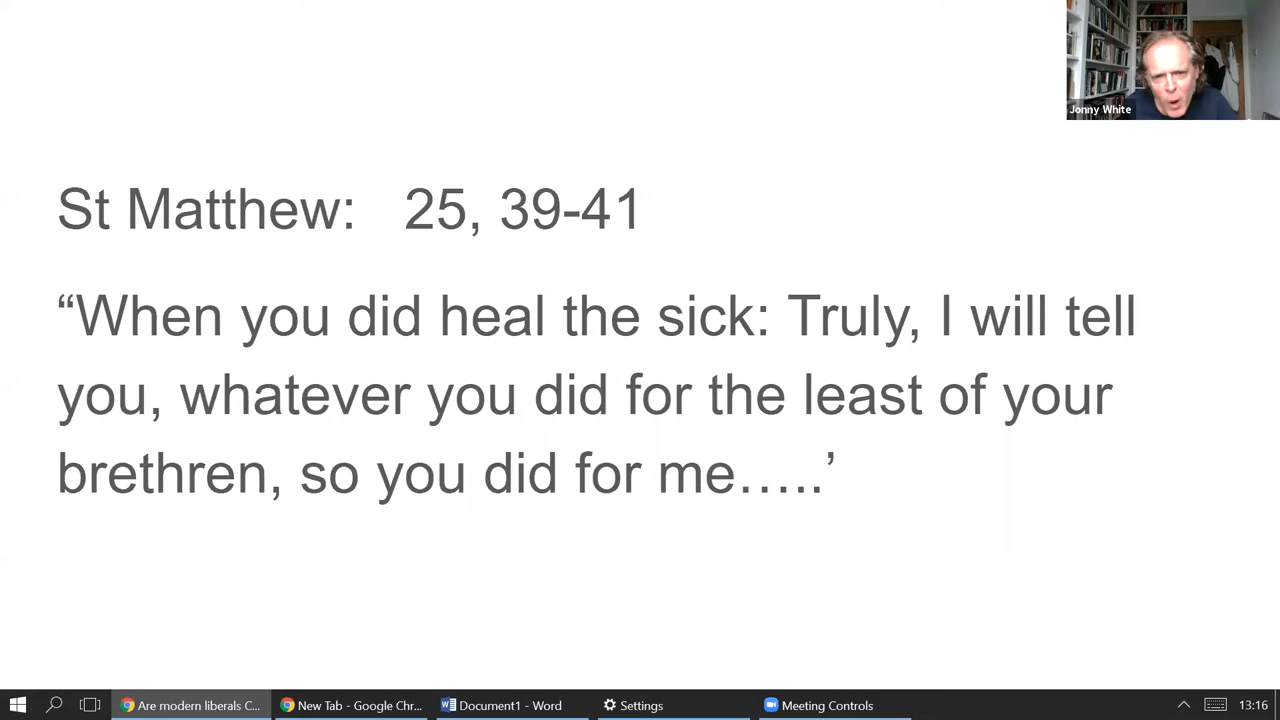 Jonny White
St Matthew: 25, 39-41
“When you did heal the sick: Truly, I will tell
you, whatever you did for the least of your
brethren, so you did for me…..’
Are modern liberals C...
New Tab - Google Chr...
Document1 - Word
Settings
Meeting Controls
13:16